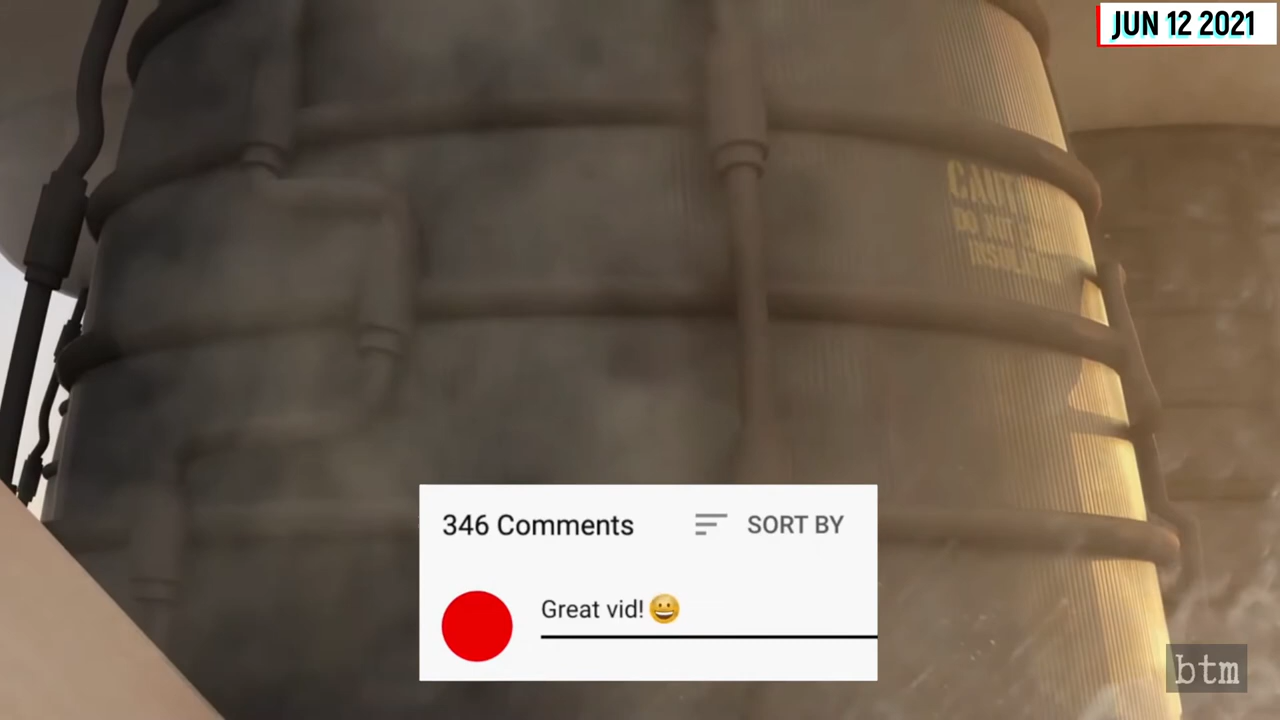 JUN 12 2021
346 Comments
SORT BY
Great vid! 😀
btm